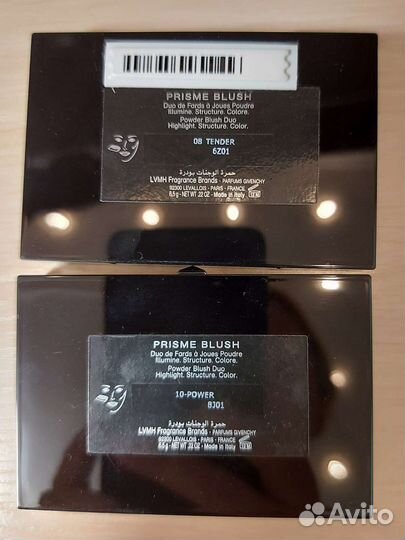 PRISME BLUSH
Duo de Fards à Joues Poudre
Illumine. Structure. Colore.
Powder Blush Duo
Highlight. Structure. Color.
08 TENDER
6Z01
حمرة الوجنات بودرة
LVMH Fragrance Brands - PARFUMS GIVENCHY
92300 LEVALLOIS - PARIS - FRANCE
6,5 g - NET WT .22 OZ - Made in Italy
PRISME BLUSH
Duo de Fards à Joues Poudre
Illumine. Structure. Colore.
Powder Blush Duo
Highlight. Structure. Color.
10-POWER
8J01
حمرة الوجنات بودرة
LVMH Fragrance Brands - PARFUMS GIVENCHY
92300 LEVALLOIS - PARIS - FRANCE
6,5 g - NET WT .22 OZ - Made in Italy
Avito